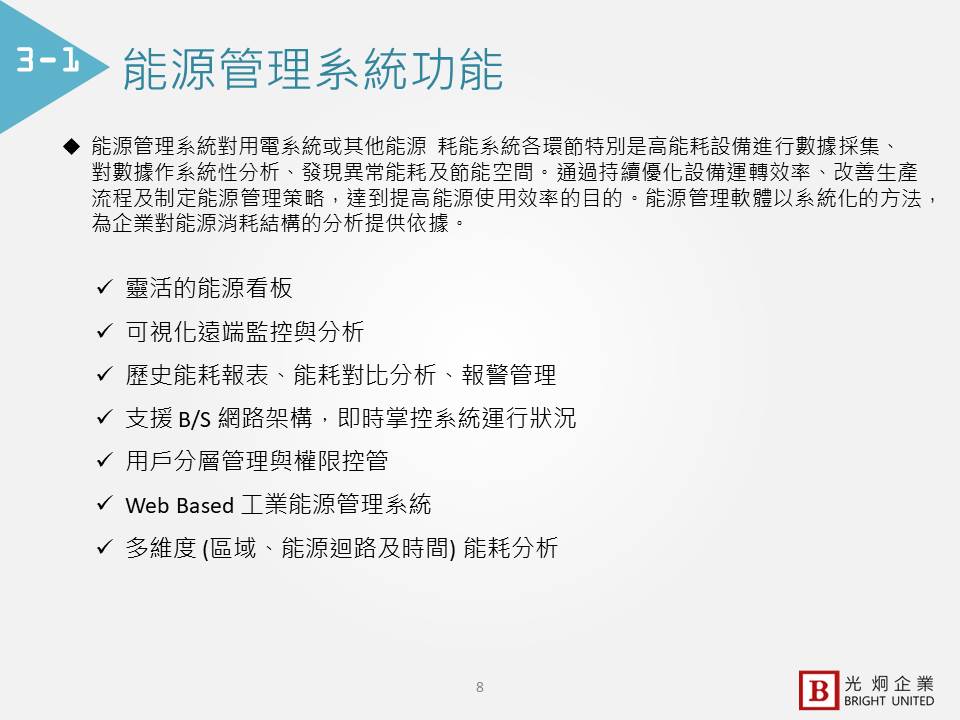 3-1
能源管理系統功能
◆ 能源管理系統對用電系統或其他能源 耗能系統各環節特別是高能耗設備進行數據採集、
對數據作系統性分析、發現異常能耗及節能空間。通過持續優化設備運轉效率、改善生產
流程及制定能源管理策略，達到提高能源使用效率的目的。能源管理軟體以系統化的方法，
為企業對能源消耗結構的分析提供依據。
✓ 靈活的能源看板
✓ 可視化遠端監控與分析
✓ 歷史能耗報表、能耗對比分析、報警管理
✓ 支援 B/S 網路架構，即時掌控系統運行狀況
✓ 用戶分層管理與權限控管
✓ Web Based 工業能源管理系統
✓ 多維度 (區域、能源迴路及時間) 能耗分析
8
B
光炯企業
BRIGHT UNITED